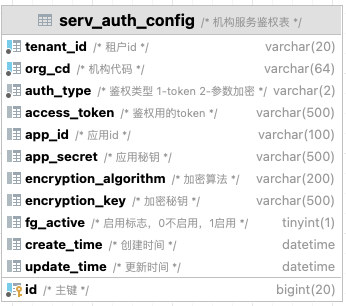 serv_auth_config /* 机构服务鉴权表 */
tenant_id /* 租户id */ varchar(20)
org_cd /* 机构代码 */ varchar(64)
auth_type /* 鉴权类型 1-token 2-参数加密 */ varchar(2)
access_token /* 鉴权用的token */ varchar(500)
app_id /* 应用id */ varchar(100)
app_secret /* 应用秘钥 */ varchar(500)
encryption_algorithm /* 加密算法 */ varchar(200)
encryption_key /* 加密秘钥 */ varchar(500)
fg_active /* 启用标志，0不启用，1启用 */ tinyint(1)
create_time /* 创建时间 */ datetime
update_time /* 更新时间 */ datetime
id /* 主键 */ bigint(20)